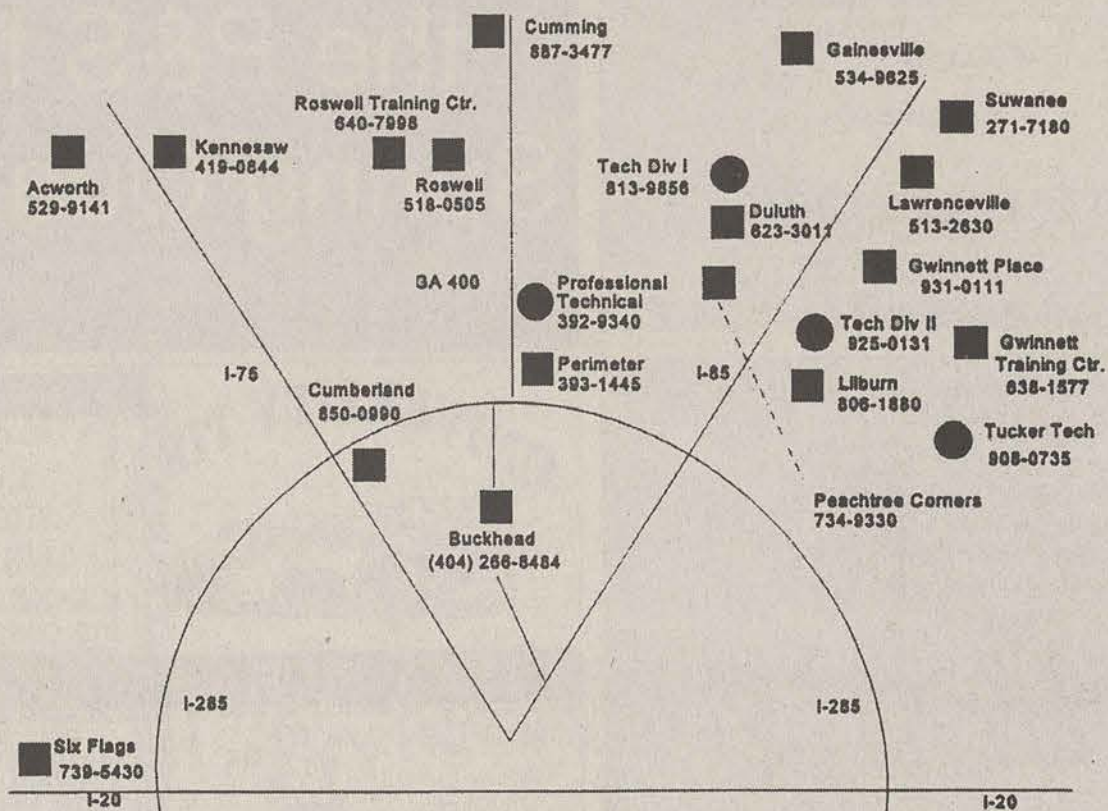 Cumming
887-3477
Gainesville
534-9625
Suwanee
271-7180
Roswell Training Ctr.
640-7998
Kennesaw
419-0844
Acworth
529-9141
Roswell
518-0505
Tech Div I
813-9856
Duluth
623-3011
Lawrenceville
513-2630
Gwinnett Place
931-0111
GA 400
Professional
Technical
392-9340
Tech Div II
925-0131
Gwinnett
Training Ctr.
638-1577
Perimeter
393-1445
I-75
I-85
Cumberland
850-0990
Lilburn
806-1880
Tucker Tech
908-0735
Peachtree Corners
734-9330
Buckhead
(404) 266-8484
I-285
I-285
Six Flags
739-5430
I-20
I-20